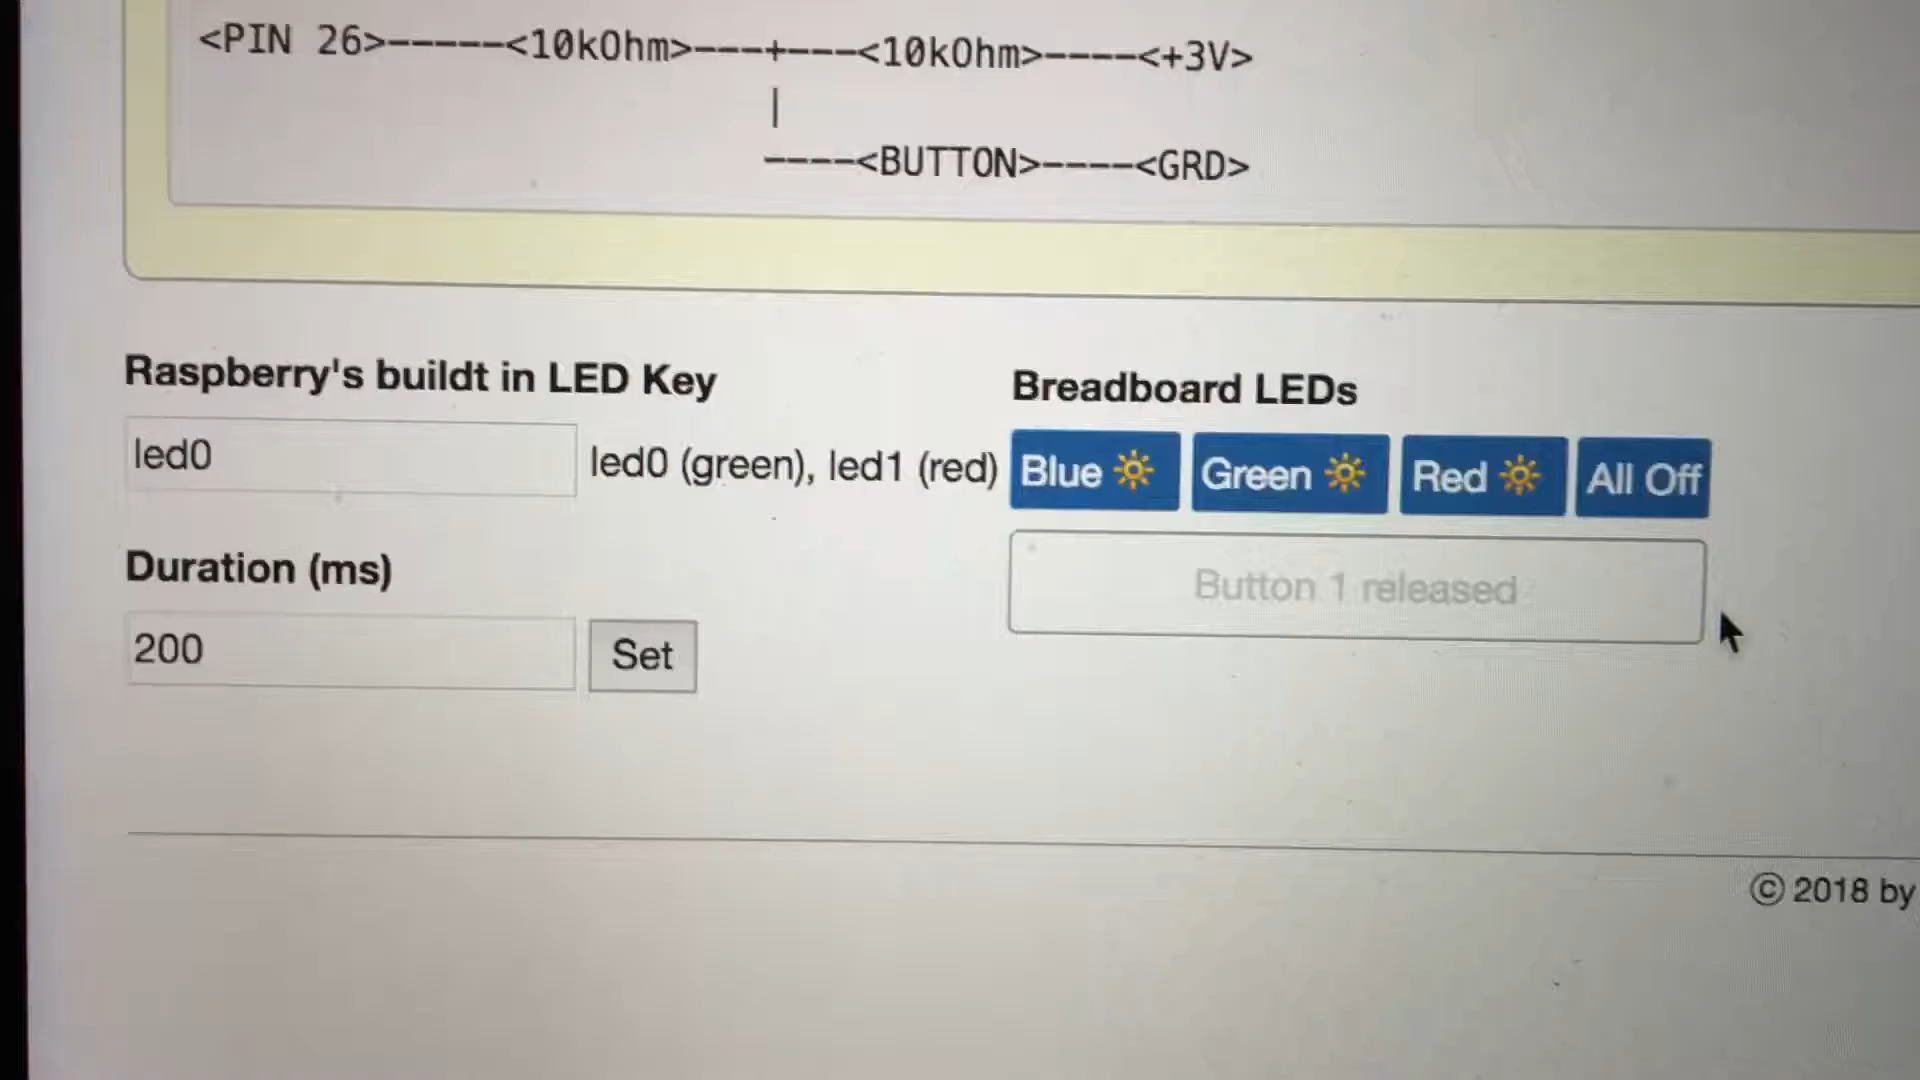 <PIN 26>-----<10kOhm>---+---<10kOhm>----<+3V>
|
----<BUTTON>----<GRD>
Raspberry's buildt in LED Key
led0
led0 (green), led1 (red)
Duration (ms)
200
Set
Breadboard LEDs
Blue 🔆 Green 🔆 Red 🔆 All Off
Button 1 released
© 2018 by